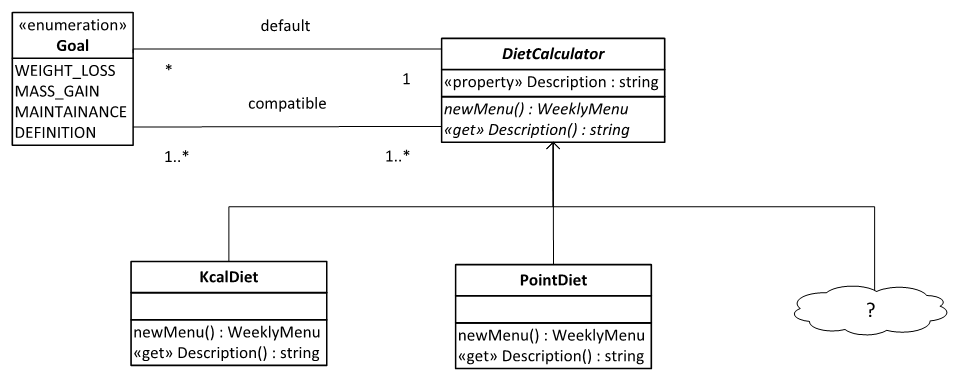 «enumeration»
Goal
WEIGHT_LOSS
MASS_GAIN
MAINTAINANCE
DEFINITION
default
*
1
compatible
1..*
1..*
DietCalculator
«property» Description : string
newMenu() : WeeklyMenu
«get» Description() : string
KcalDiet
newMenu() : WeeklyMenu
«get» Description() : string
PointDiet
newMenu() : WeeklyMenu
«get» Description() : string
?